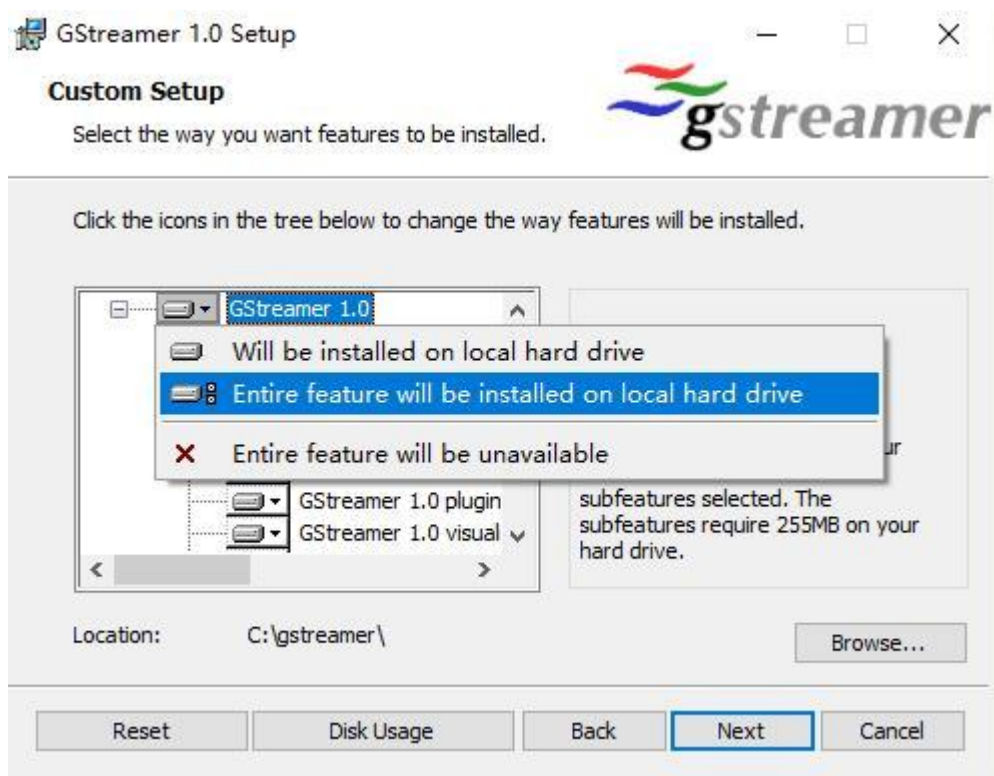 GStreamer 1.0 Setup
Custom Setup
Select the way you want features to be installed.
gstreamer
Click the icons in the tree below to change the way features will be installed.
GStreamer 1.0
Will be installed on local hard drive
Entire feature will be installed on local hard drive
Entire feature will be unavailable
GStreamer 1.0 plugin
GStreamer 1.0 visual
subfeatures selected. The
subfeatures require 255MB on your
hard drive.
Location: C:\gstreamer\
Browse...
Reset Disk Usage Back Next Cancel